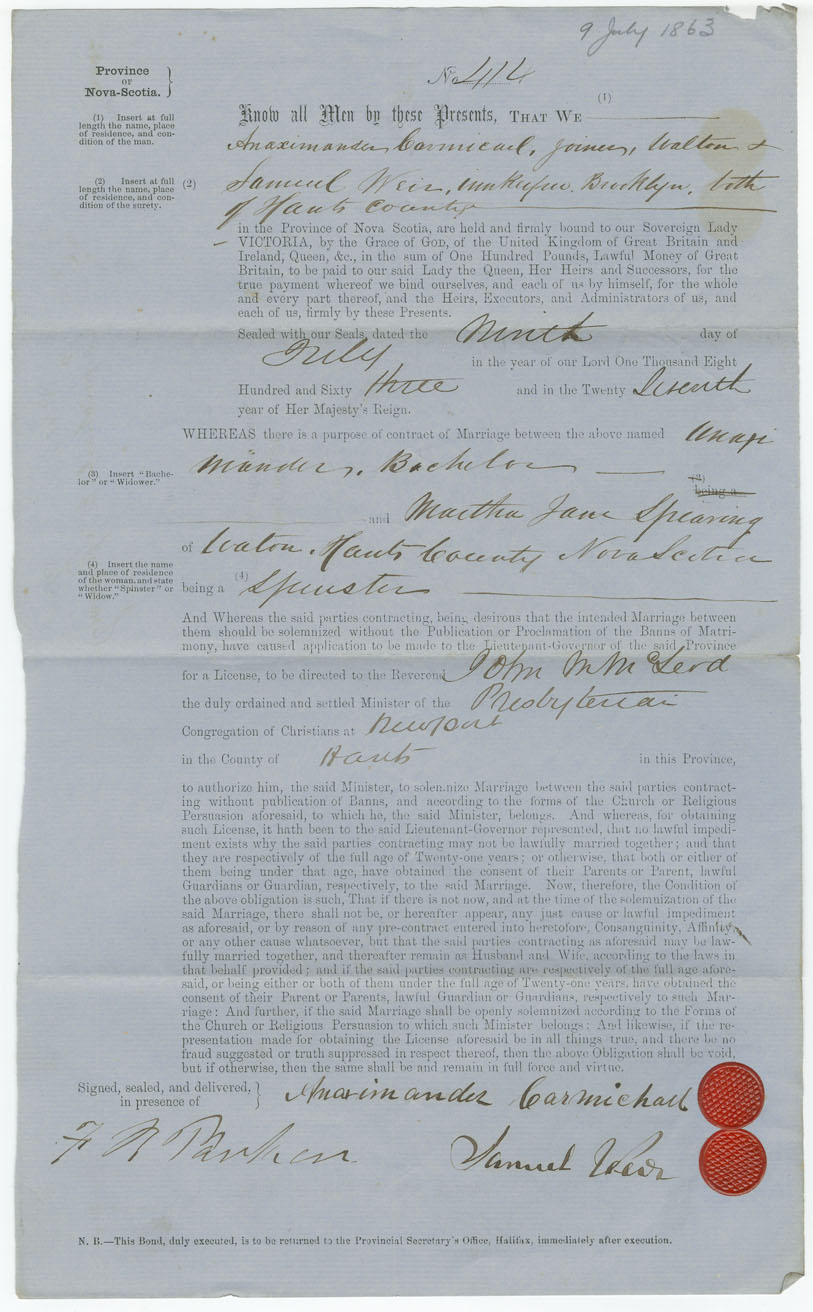 9 July 1863
Province
OF
Nova-Scotia.
No 414
(1)
Know all Men by these Presents, THAT WE
(1) Insert at full
length the name, place
of residence, and con-
dition of the man.
Anaximander Carmicael, Joiner, Walton &
(2) Insert at full
length the name, place
of residence, and con-
dition of the surety.
(2) Samuel Weir, innkeeper, Brooklyn, both
of Hants County
in the Province of Nova Scotia, are held and firmly bound to our Sovereign Lady
VICTORIA, by the Grace of GOD, of the United Kingdom of Great Britain and
Ireland, Queen, &c., in the sum of One Hundred Pounds, Lawful Money of Great
Britain, to be paid to our said Lady the Queen, Her Heirs and Successors, for the
true payment whereof we bind ourselves, and each of us by himself, for the whole
and every part thereof, and the Heirs, Executors, and Administrators of us, and
each of us, firmly by these Presents.
Sealed with our Seals, dated the Ninth day of
July in the year of our Lord One Thousand Eight
Hundred and Sixty three and in the Twenty Seventh
year of Her Majesty's Reign.
WHEREAS there is a purpose of contract of Marriage between the above named Anaxi
mander, Bachelor
(3) Insert "Bache-
lor" or "Widower."
(3)
being a
and Martha Jane Spearing
of Walton, Hants County Nova Scotia
(4) Insert the name
and place of residence
of the woman, and state
whether "Spinster" or
"Widow."
being a (4) Spinster
And Whereas the said parties contracting, being desirous that the intended Marriage between
them should be solemnized without the Publication or Proclamation of the Banns of Matri-
mony, have caused application to be made to the Lieutenant-Governor of the said Province
for a License, to be directed to the Reverend John M McLeod
the duly ordained and settled Minister of the Presbyterian
Congregation of Christians at Newport
in the County of Hants in this Province,
to authorize him, the said Minister, to solemnize Marriage between the said parties contract-
ing without publication of Banns, and according to the forms of the Church or Religious
Persuasion aforesaid, to which he, the said Minister, belongs. And whereas, for obtaining
such License, it hath been to the said Lieutenant-Governor represented, that no lawful impedi-
ment exists why the said parties contracting may not be lawfully married together; and that
they are respectively of the full age of Twenty-one years; or otherwise, that both or either of
them being under that age, have obtained the consent of their Parents or Parent, lawful
Guardians or Guardian, respectively, to the said Marriage. Now, therefore, the Condition of
the above obligation is such, That if there is not now, and at the time of the solemnization of the
said Marriage, there shall not be, or hereafter appear, any just cause or lawful impediment
as aforesaid, or by reason of any pre-contract entered into heretofore, Consanguinity, Affinity,
or any other cause whatsoever, but that the said parties contracting as aforesaid may be law-
fully married together, and thereafter remain as Husband and Wife, according to the laws in
that behalf provided; and if the said parties contracting are respectively of the full age afore-
said, or being either or both of them under the full age of Twenty-one years, have obtained the
consent of their Parent or Parents, lawful Guardian or Guardians, respectively to such Mar-
riage: And further, if the said Marriage shall be openly solemnized according to the Forms of
the Church or Religious Persuasion to which such Minister belongs: And likewise, if the re-
presentation made for obtaining the License aforesaid be in all things true, and there be no
fraud suggested or truth suppressed in respect thereof, then the above Obligation shall be void,
but if otherwise, then the same shall be and remain in full force and virtue.
Signed, sealed, and delivered,
in presence of
Anaximander Carmichael
F R Parker
Samuel Weir
N. B.—This Bond, duly executed, is to be returned to the Provincial Secretary's Office, Halifax, immediately after execution.